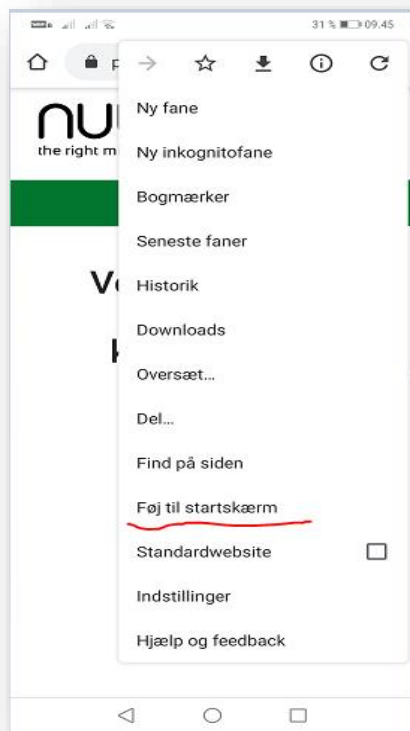 31 % 09.45
Ny fane
Ny inkognitofane
the right m
Bogmærker
Seneste faner
Historik
Downloads
Oversæt...
Del...
Find på siden
Føj til startskærm
Standardwebsite
Indstillinger
Hjælp og feedback